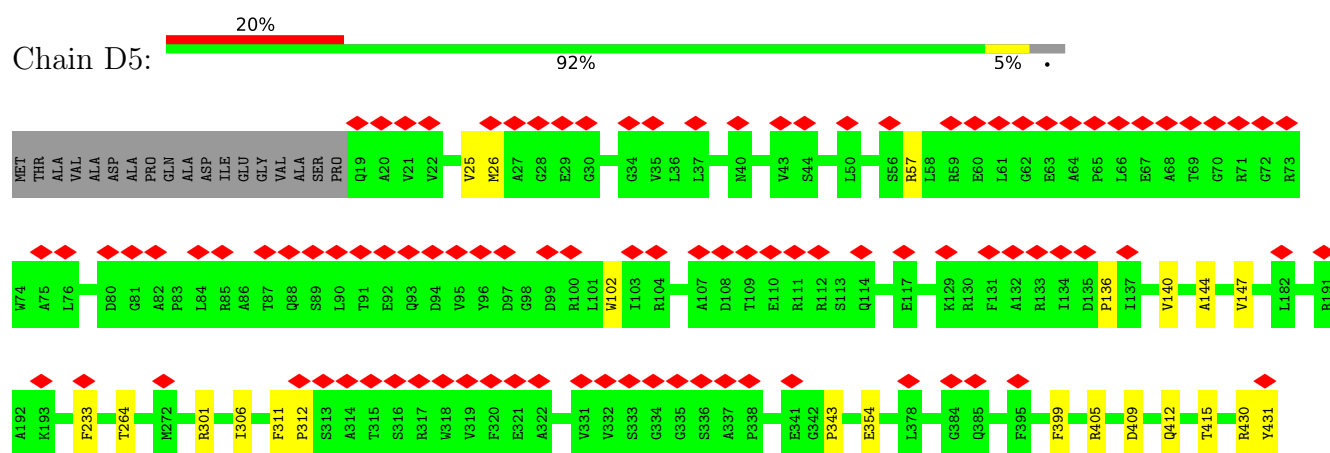 20%
Chain D5:
92% 5% •
MET THR ALA VAL ALA ASP ALA PRO GLN ALA ASP ILE GLU GLY VAL ALA SER PRO Q19 A20 V21 V22 V25 M26 A27 G28 E29 G30 G34 V35 L36 L37 N40 V43 S44 L50 S56 R57 L58 R59 E60 L61 G62 E63 A64 P65 L66 E67 A68 T69 G70 R71 G72 R73
W74 A75 L76 D80 G81 A82 P83 L84 R85 A86 T87 Q88 S89 L90 T91 E92 Q93 D94 V95 Y96 D97 G98 D99 R100 L101 W102 I103 R104 A107 D108 T109 E110 R111 R112 S113 Q114 E117 K129 R130 F131 A132 R133 I134 D135 P136 I137 V140 A144 V147 L182 R191
A192 K193 F233 T264 M272 R301 I306 F311 P312 S313 A314 T315 S316 R317 W318 V319 F320 E321 A322 V331 V332 S333 G334 G335 S336 A337 P338 E341 G342 P343 E354 L378 G384 Q385 F395 F399 R405 D409 Q412 T415 R430 Y431